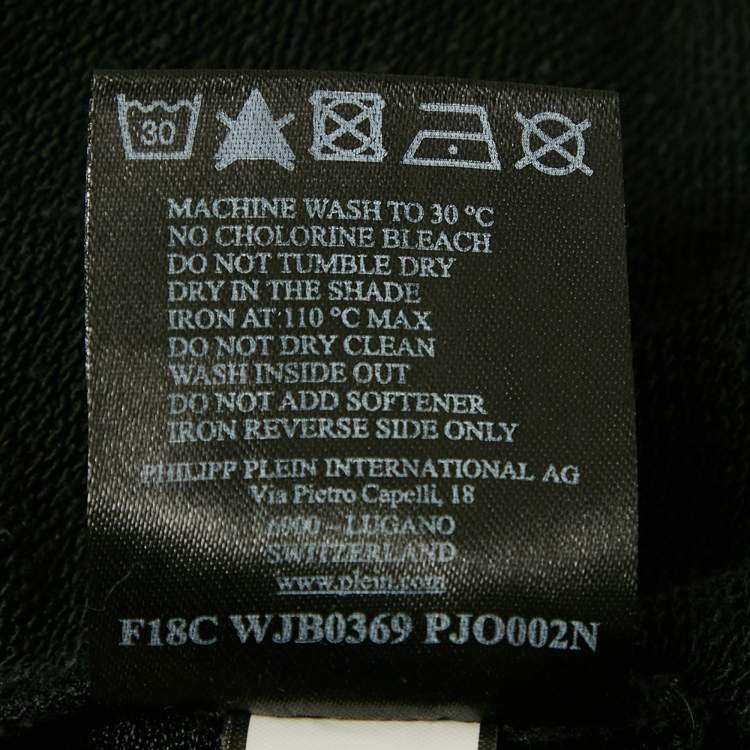 30
MACHINE WASH TO 30 °C
NO CHOLORINE BLEACH
DO NOT TUMBLE DRY
DRY IN THE SHADE
IRON AT 110 °C MAX
DO NOT DRY CLEAN
WASH INSIDE OUT
DO NOT ADD SOFTENER
IRON REVERSE SIDE ONLY
PHILIPP PLEIN INTERNATIONAL AG
Via Pietro Capelli, 18
6900 - LUGANO
SWITZERLAND
www.plein.com
F18C WJB0369 PJO002N